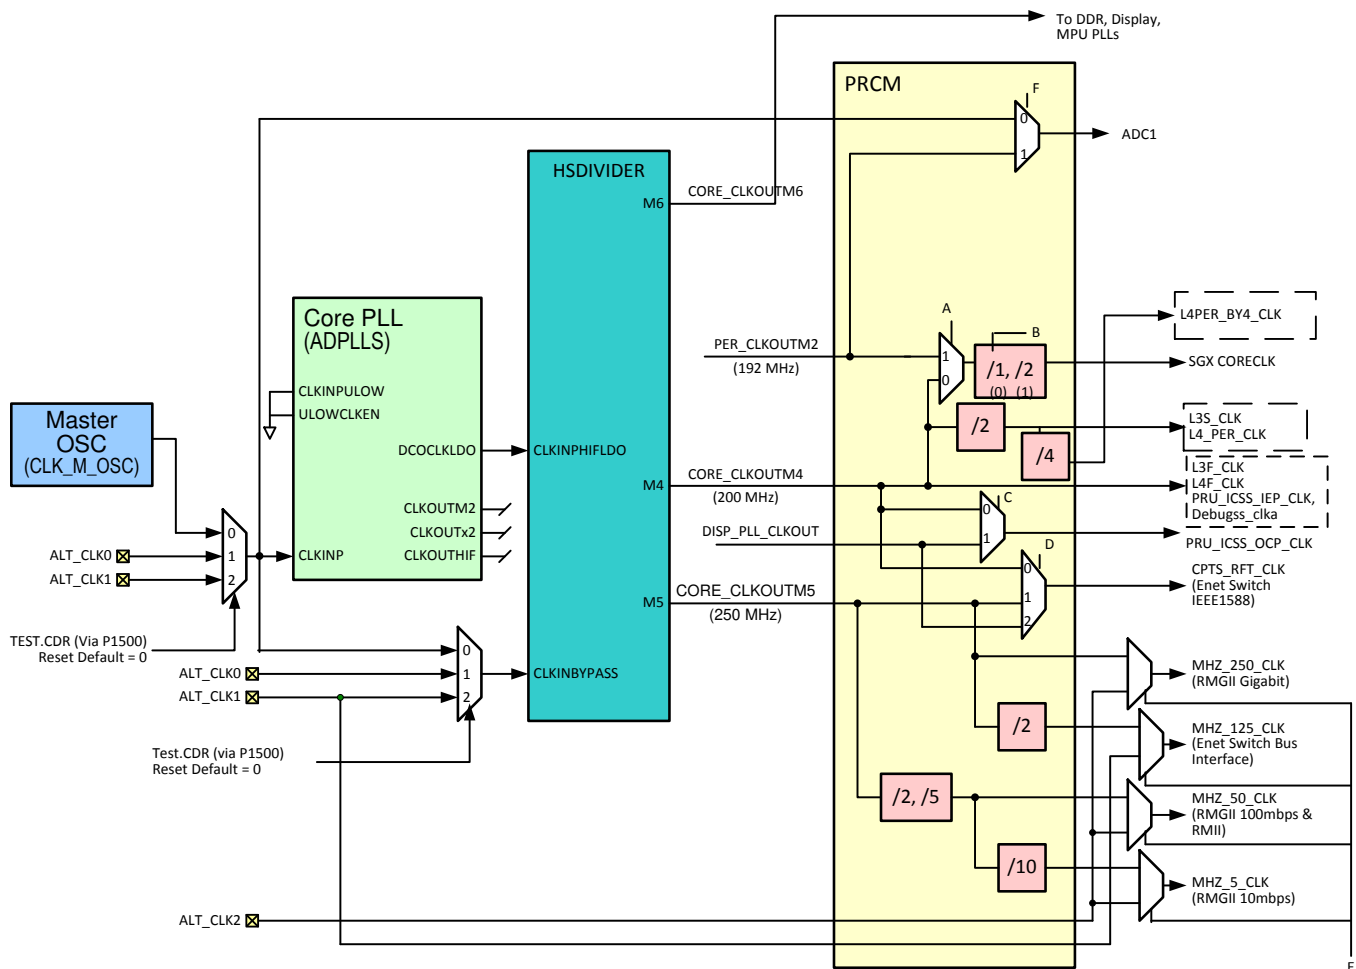 To DDR, Display,
MPU PLLs
PRCM
F
0
1
ADC1
HSDIVIDER
M6
CORE_CLKOUTM6
Core PLL
(ADPLLS)
CLKINPULOW
ULOWCLKEN
DCOCLKLDO
CLKINPHIFLDO
CLKOUTM2
CLKOUTx2
CLKOUTHIF
CLKINP
Master
OSC
(CLK_M_OSC)
0
1
2
ALT_CLK0
ALT_CLK1
TEST.CDR (Via P1500)
Reset Default = 0
A
B
PER_CLKOUTM2
(192 MHz)
1
0
/1, /2
(0) (1)
L4PER_BY4_CLK
SGX CORECLK
/2
/4
L3S_CLK
L4_PER_CLK
M4
CORE_CLKOUTM4
(200 MHz)
L3F_CLK
L4F_CLK
PRU_ICSS_IEP_CLK,
Debugss_clka
DISP_PLL_CLKOUT
C
0
1
PRU_ICSS_OCP_CLK
D
0
1
2
CPTS_RFT_CLK
(Enet Switch
IEEE1588)
M5
CORE_CLKOUTM5
(250 MHz)
0
1
2
ALT_CLK0
ALT_CLK1
CLKINBYPASS
Test.CDR (via P1500)
Reset Default = 0
MHZ_250_CLK
(RMGII Gigabit)
/2
MHZ_125_CLK
(Enet Switch Bus
Interface)
/2, /5
MHZ_50_CLK
(RMGII 100mbps &
RMII)
/10
MHZ_5_CLK
(RMGII 10mbps)
ALT_CLK2